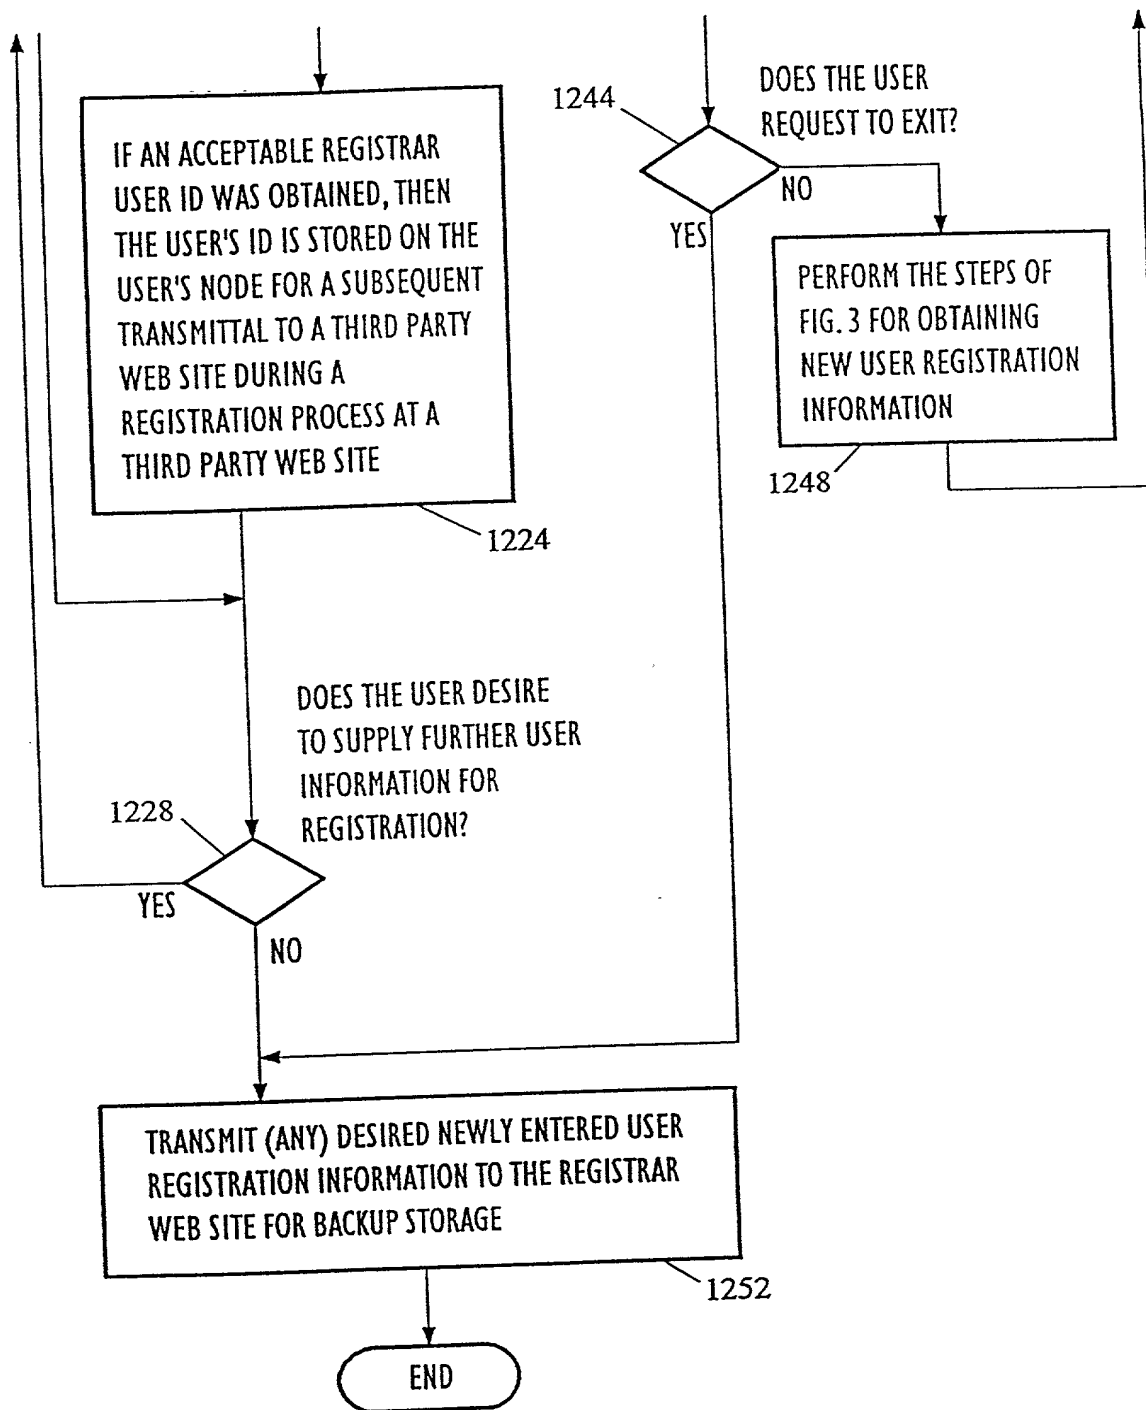 IF AN ACCEPTABLE REGISTRAR
USER ID WAS OBTAINED, THEN
THE USER'S ID IS STORED ON THE
USER'S NODE FOR A SUBSEQUENT
TRANSMITTAL TO A THIRD PARTY
WEB SITE DURING A
REGISTRATION PROCESS AT A
THIRD PARTY WEB SITE
1224
1244
DOES THE USER
REQUEST TO EXIT?
NO
YES
PERFORM THE STEPS OF
FIG. 3 FOR OBTAINING
NEW USER REGISTRATION
INFORMATION
1248
DOES THE USER DESIRE
TO SUPPLY FURTHER USER
INFORMATION FOR
REGISTRATION?
1228
YES
NO
TRANSMIT (ANY) DESIRED NEWLY ENTERED USER
REGISTRATION INFORMATION TO THE REGISTRAR
WEB SITE FOR BACKUP STORAGE
1252
END